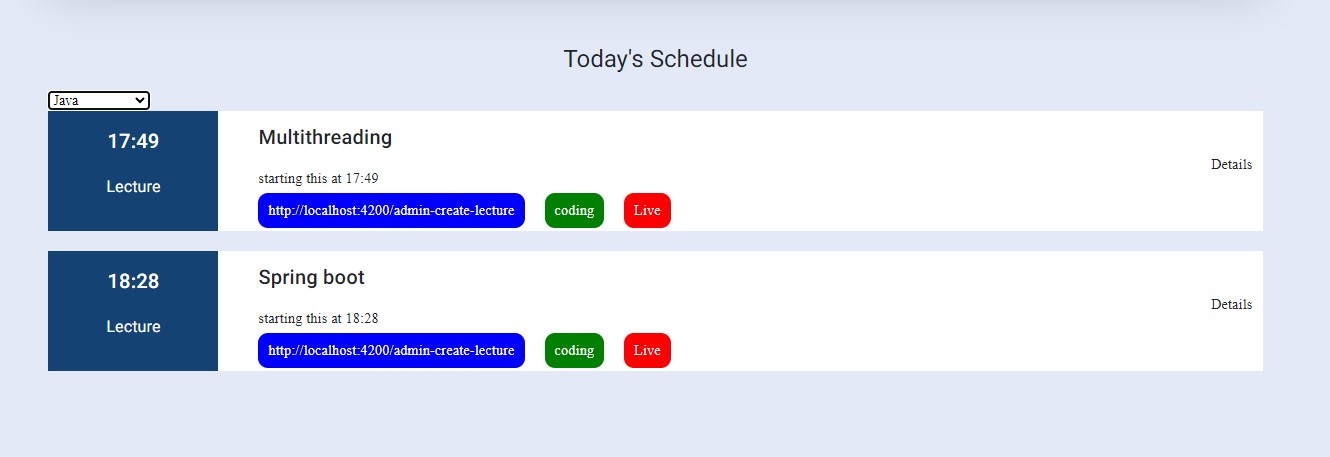 Today's Schedule
Java
17:49
Lecture
Multithreading
Details
starting this at 17:49
http://localhost:4200/admin-create-lecture coding Live
18:28
Lecture
Spring boot
Details
starting this at 18:28
http://localhost:4200/admin-create-lecture coding Live